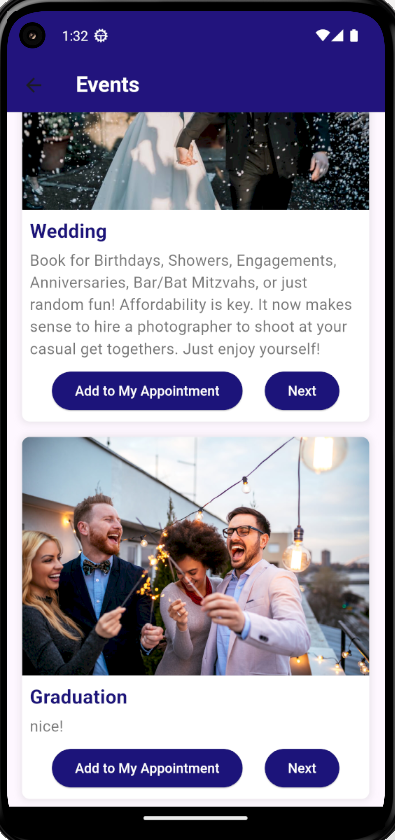 1:32
Events
Wedding
Book for Birthdays, Showers, Engagements,
Anniversaries, Bar/Bat Mitzvahs, or just
random fun! Affordability is key. It now makes
sense to hire a photographer to shoot at your
casual get togethers. Just enjoy yourself!
Add to My Appointment Next
Graduation
nice!
Add to My Appointment Next